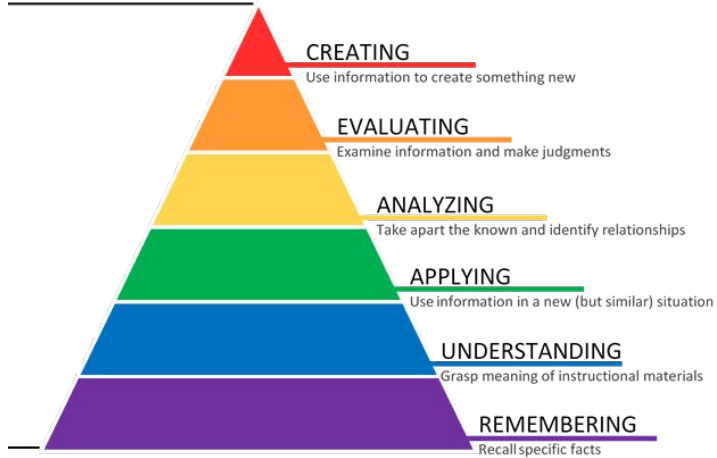 CREATING
Use information to create something new
EVALUATING
Examine information and make judgments
ANALYZING
Take apart the known and identify relationships
APPLYING
Use information in a new (but similar) situation
UNDERSTANDING
Grasp meaning of instructional materials
REMEMBERING
Recall specific facts